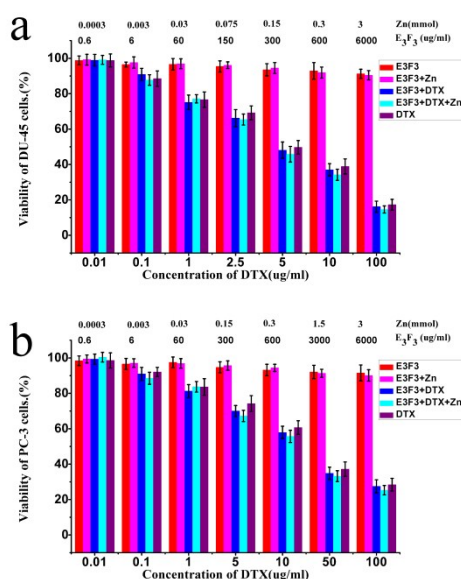 a
0.0003 0.003 0.03 0.075 0.15 0.3 3 Zn(mmol)
0.6 6 60 150 300 600 6000 E3F3 (ug/ml)
Viability of DU-45 cells.(%)
100
80
60
40
20
0
E3F3
E3F3+Zn
E3F3+DTX
E3F3+DTX+Zn
DTX
0.01 0.1 1 2.5 5 10 100
Concentration of DTX(ug/ml)
b
0.0003 0.003 0.03 0.15 0.3 1.5 3 Zn(mmol)
0.6 6 60 300 600 3000 6000 E3F3 (ug/ml)
Viability of PC-3 cells.(%)
100
80
60
40
20
0
E3F3
E3F3+Zn
E3F3+DTX
E3F3+DTX+Zn
DTX
0.01 0.1 1 5 10 50 100
Concentration of DTX(ug/ml)